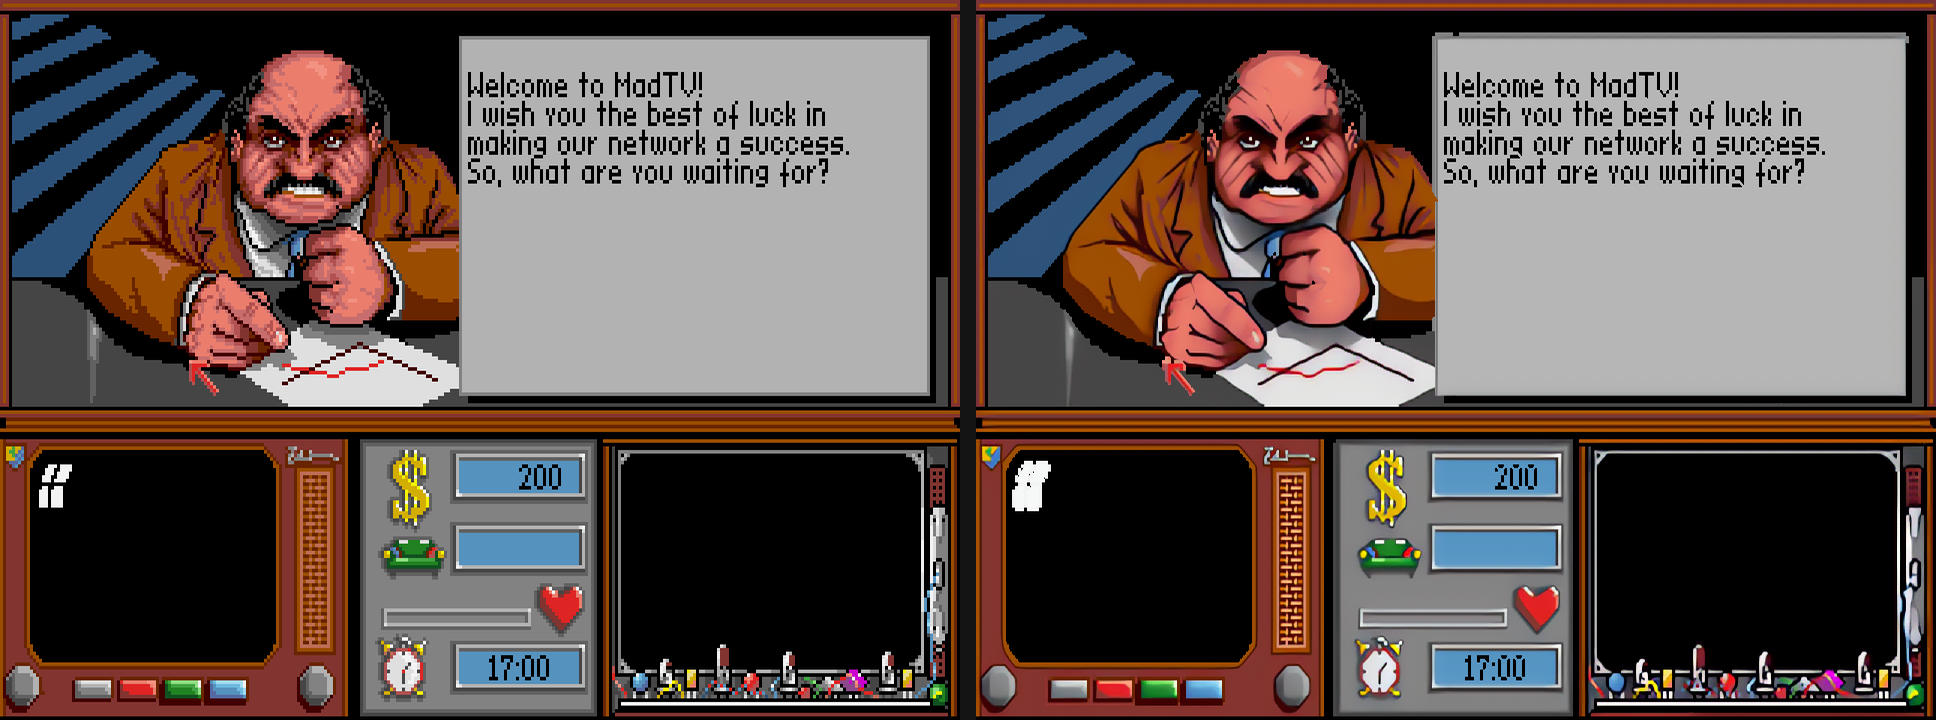 Welcome to MadTV!
I wish you the best of luck in
making our network a success.
So, what are you waiting for?
200
17:00
Welcome to MadTV!
I wish you the best of luck in
making our network a success.
So, what are you waiting for?
200
17:00